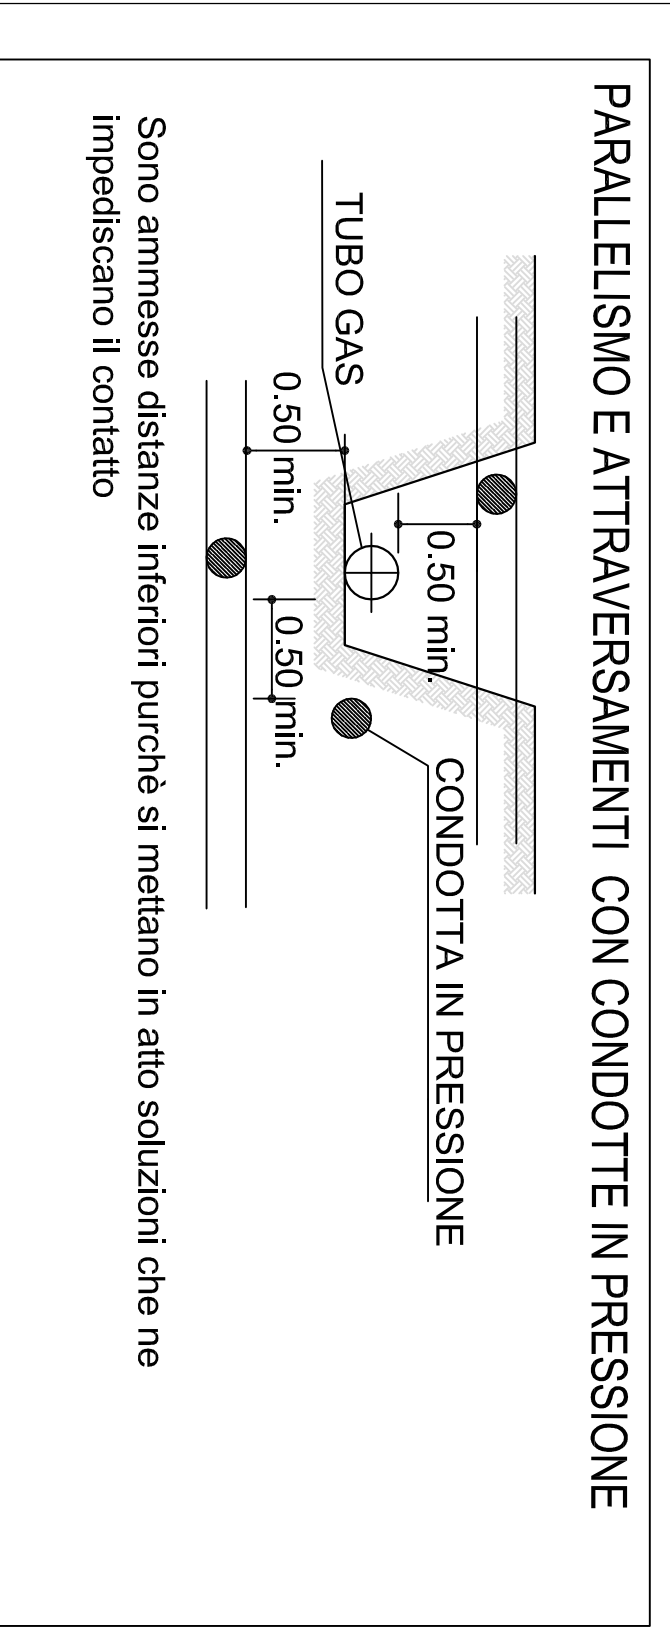 PARALLELISMO E ATTRAVERSAMENTI CON CONDOTTE IN PRESSIONE
0.50 min.
CONDOTTA IN PRESSIONE
TUBO GAS
0.50 min.
0.50 min.
Sono ammesse distanze inferiori purchè si mettano in atto soluzioni che ne
impediscano il contatto